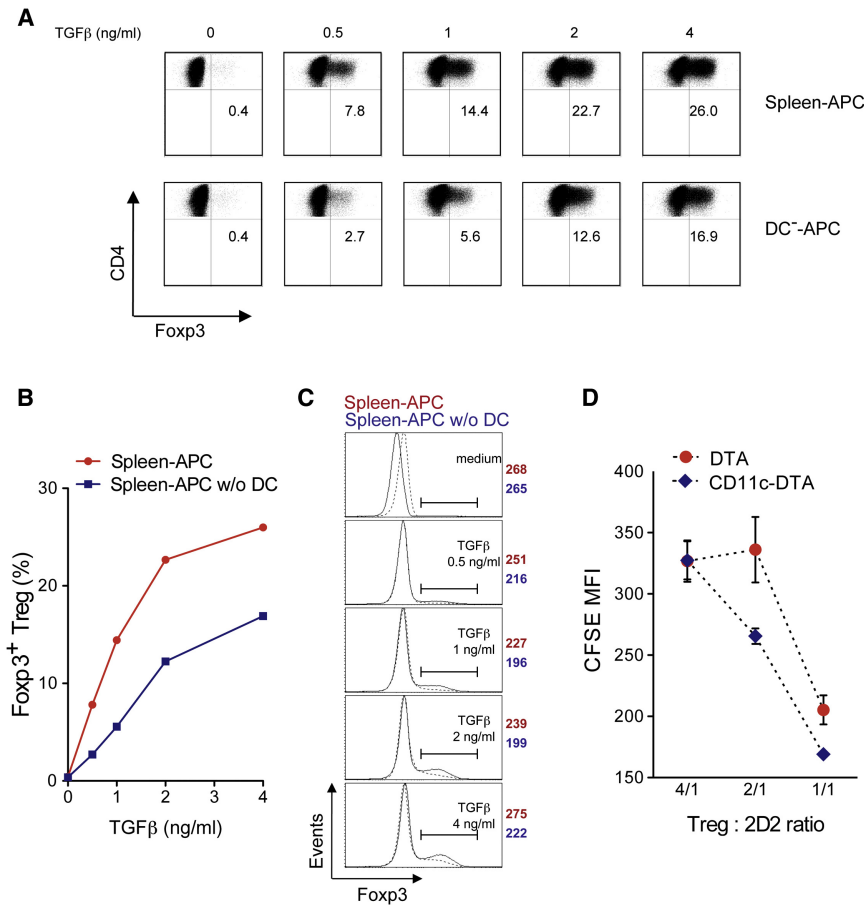 A
TGFβ (ng/ml) 0 0.5 1 2 4
0.4 7.8 14.4 22.7 26.0 Spleen-APC
0.4 2.7 5.6 12.6 16.9 DC⁻-APC
CD4
Foxp3
B
Spleen-APC
Spleen-APC w/o DC
30
20
10
0
Foxp3⁺ Treg (%)
0 1 2 3 4
TGFβ (ng/ml)
C
Spleen-APC
Spleen-APC w/o DC
medium
268
265
TGFβ
0.5 ng/ml
251
216
TGFβ
1 ng/ml
227
196
TGFβ
2 ng/ml
239
199
TGFβ
4 ng/ml
275
222
Events
Foxp3
D
DTA
CD11c-DTA
400
350
300
250
200
150
CFSE MFI
4/1 2/1 1/1
Treg : 2D2 ratio